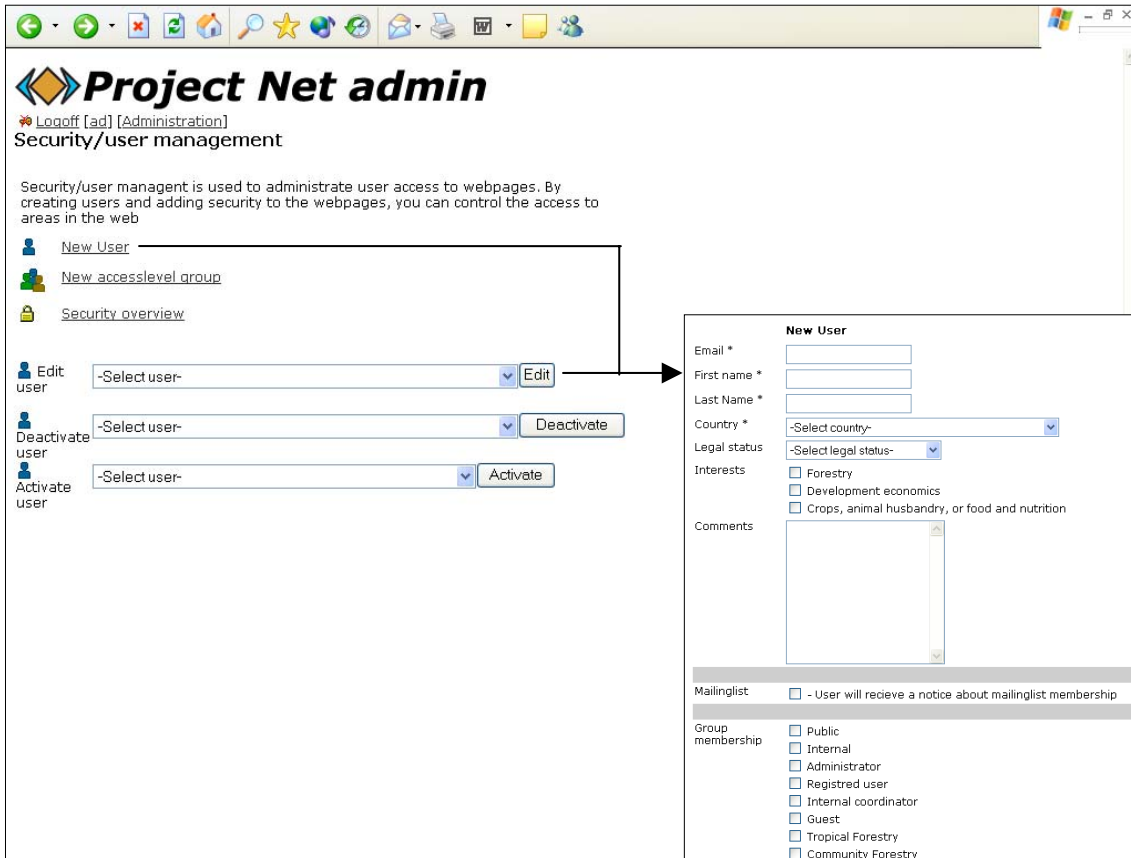 Project Net admin
Logoff [ad] [Administration]
Security/user management
Security/user managent is used to administrate user access to webpages. By
creating users and adding security to the webpages, you can control the access to
areas in the web
New User
New accesslevel group
Security overview
Edit
user
-Select user-
Edit
Deactivate
user
-Select user-
Deactivate
Activate
user
-Select user-
Activate
New User
Email *
First name *
Last Name *
Country *
-Select country-
Legal status
-Select legal status-
Interests
Forestry
Development economics
Crops, animal husbandry, or food and nutrition
Comments
Mailinglist
- User will recieve a notice about mailinglist membership
Group
membership
Public
Internal
Administrator
Registred user
Internal coordinator
Guest
Tropical Forestry
Community Forestry